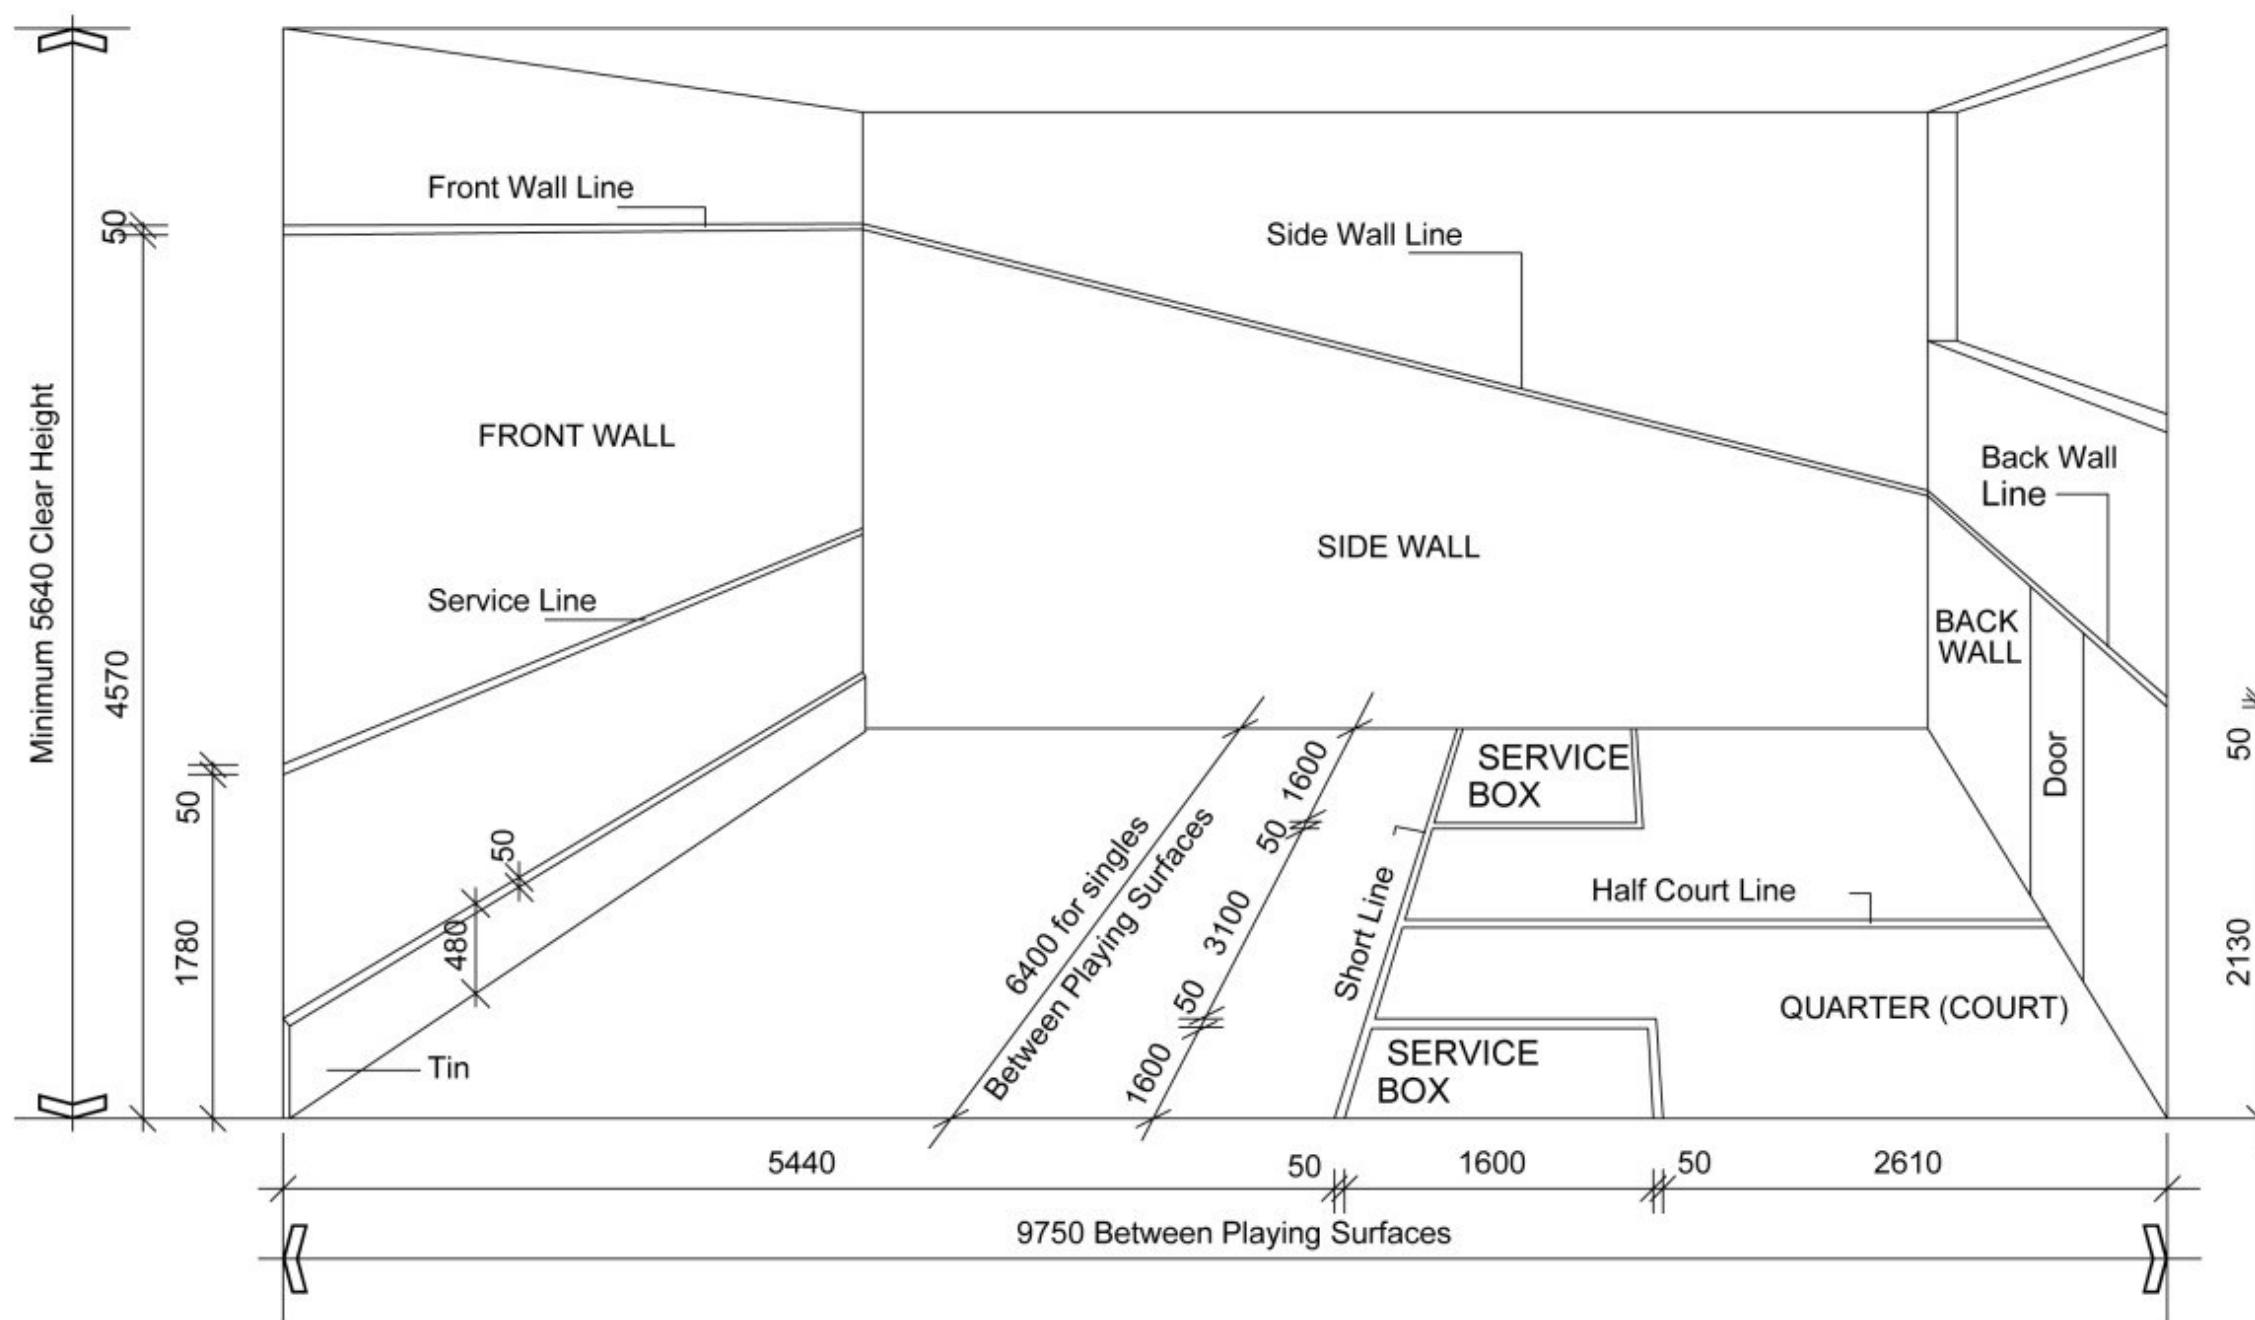 Front Wall Line
50
Side Wall Line
Minimum 5640 Clear Height
FRONT WALL
Back Wall
Line
SIDE WALL
Service Line
BACK
WALL
4570
50
SERVICE
BOX
1600
Door
50
50
50
6400 for singles
Between Playing Surfaces
Half Court Line
3100
Short Line
480
1780
2130
50
QUARTER (COURT)
Tin
1600
SERVICE
BOX
5440
50
1600
50
2610
9750 Between Playing Surfaces